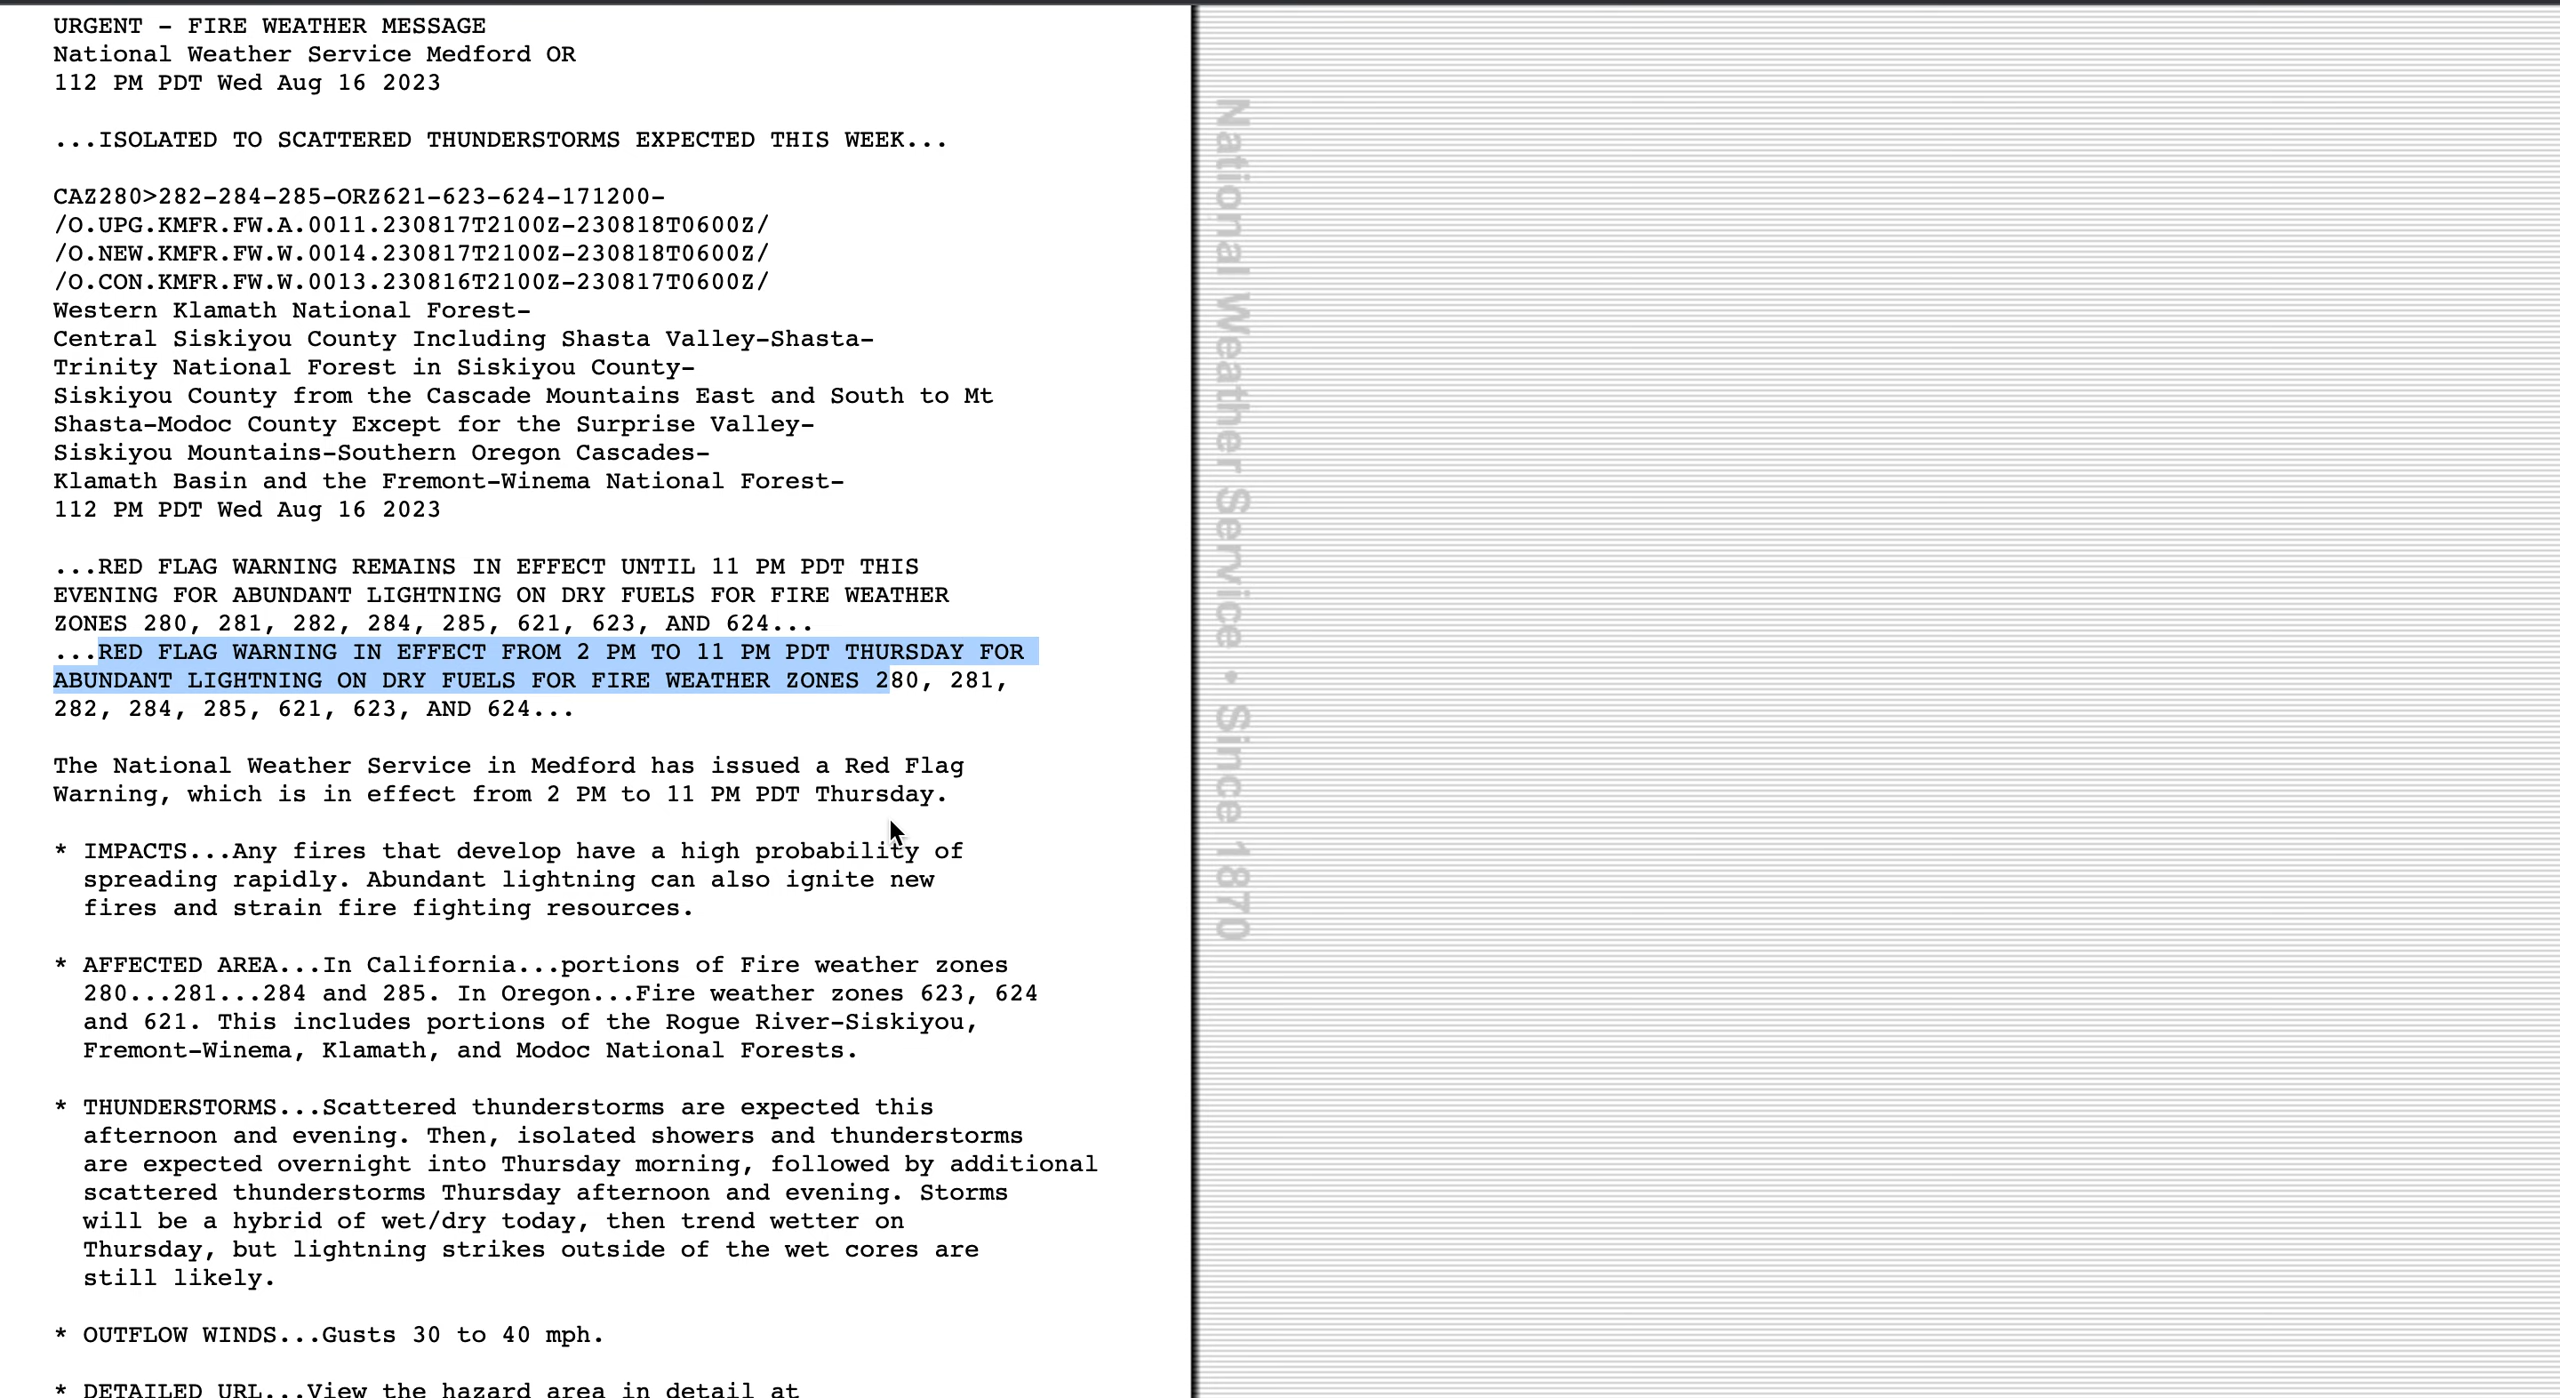 URGENT - FIRE WEATHER MESSAGE
National Weather Service Medford OR
112 PM PDT Wed Aug 16 2023
...ISOLATED TO SCATTERED THUNDERSTORMS EXPECTED THIS WEEK...
CAZ280>282-284-285-ORZ621-623-624-171200-
/O.UPG.KMFR.FW.A.0011.230817T2100Z-230818T0600Z/
/O.NEW.KMFR.FW.W.0014.230817T2100Z-230818T0600Z/
/O.CON.KMFR.FW.W.0013.230816T2100Z-230817T0600Z/
Western Klamath National Forest-
Central Siskiyou County Including Shasta Valley-Shasta-
Trinity National Forest in Siskiyou County-
Siskiyou County from the Cascade Mountains East and South to Mt
Shasta-Modoc County Except for the Surprise Valley-
Siskiyou Mountains-Southern Oregon Cascades-
Klamath Basin and the Fremont-Winema National Forest-
112 PM PDT Wed Aug 16 2023
...RED FLAG WARNING REMAINS IN EFFECT UNTIL 11 PM PDT THIS
EVENING FOR ABUNDANT LIGHTNING ON DRY FUELS FOR FIRE WEATHER
ZONES 280, 281, 282, 284, 285, 621, 623, AND 624...
...RED FLAG WARNING IN EFFECT FROM 2 PM TO 11 PM PDT THURSDAY FOR
ABUNDANT LIGHTNING ON DRY FUELS FOR FIRE WEATHER ZONES 280, 281,
282, 284, 285, 621, 623, AND 624...
The National Weather Service in Medford has issued a Red Flag
Warning, which is in effect from 2 PM to 11 PM PDT Thursday.
* IMPACTS...Any fires that develop have a high probability of
spreading rapidly. Abundant lightning can also ignite new
fires and strain fire fighting resources.
* AFFECTED AREA...In California...portions of Fire weather zones
280...281...284 and 285. In Oregon...Fire weather zones 623, 624
and 621. This includes portions of the Rogue River-Siskiyou,
Fremont-Winema, Klamath, and Modoc National Forests.
* THUNDERSTORMS...Scattered thunderstorms are expected this
afternoon and evening. Then, isolated showers and thunderstorms
are expected overnight into Thursday morning, followed by additional
scattered thunderstorms Thursday afternoon and evening. Storms
will be a hybrid of wet/dry today, then trend wetter on
Thursday, but lightning strikes outside of the wet cores are
still likely.
* OUTFLOW WINDS...Gusts 30 to 40 mph.
* DETAILED URL...View the hazard area in detail at
National Weather Service • Since 1870